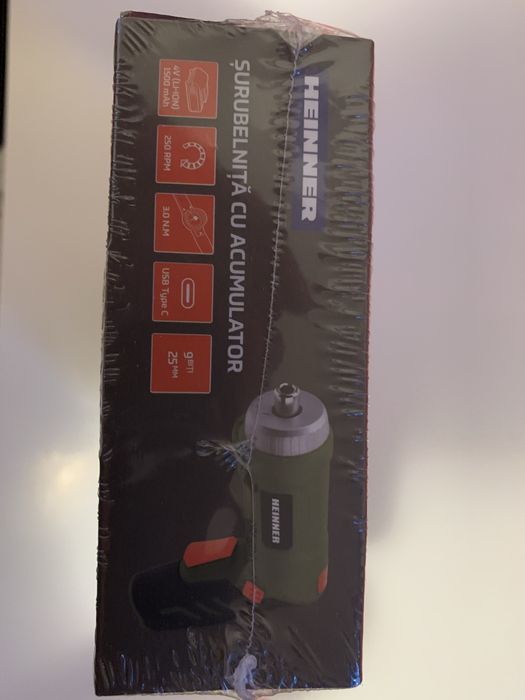 HEINNER
ȘURUBELNIȚĂ CU ACUMULATOR
4V (LI-ION)
1500 mAh
250 RPM
3.0 N.M
USB Type C
9 BIȚI
25 MM
HEINNER